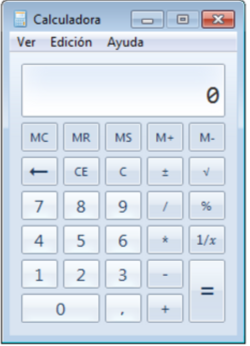 Calculadora
Ver Edición Ayuda
0
MC MR MS M+ M-
← CE C ± √
7 8 9 / %
4 5 6 * 1/x
1 2 3 - =
0 , +